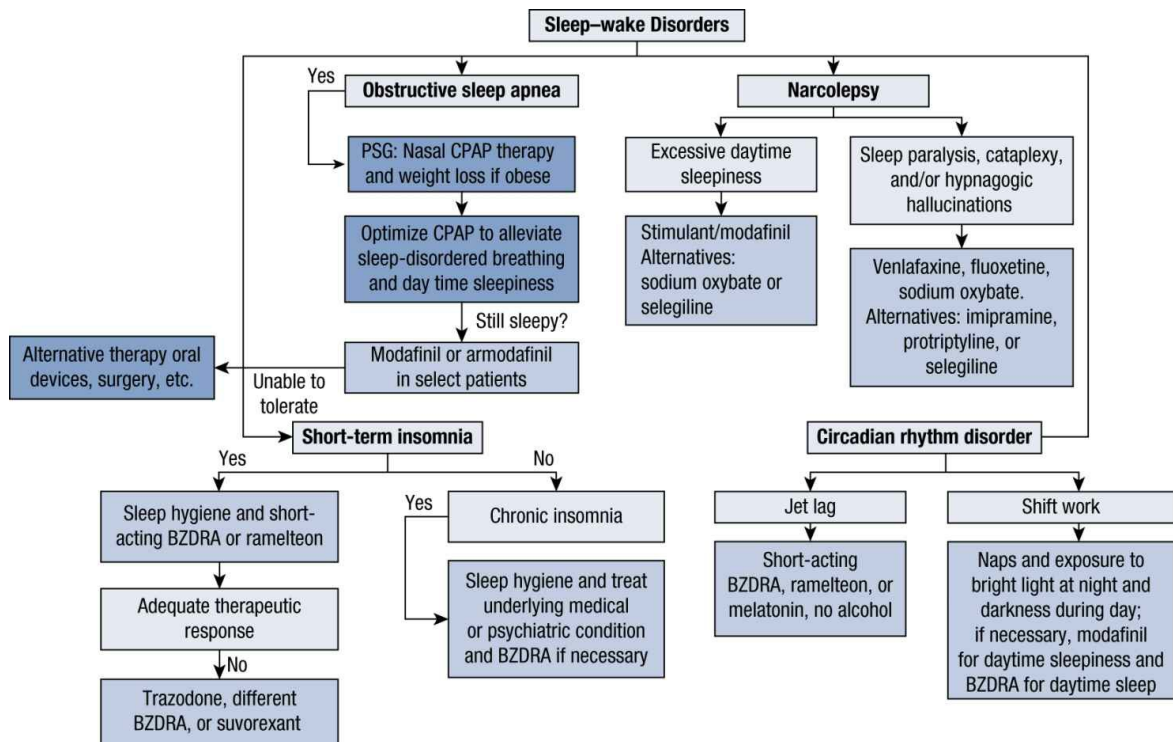 Sleep–wake Disorders
Yes
Obstructive sleep apnea
PSG: Nasal CPAP therapy
and weight loss if obese
Optimize CPAP to alleviate
sleep-disordered breathing
and day time sleepiness
Still sleepy?
Modafinil or armodafinil
in select patients
Unable to
tolerate
Alternative therapy oral
devices, surgery, etc.
Narcolepsy
Excessive daytime
sleepiness
Stimulant/modafinil
Alternatives:
sodium oxybate or
selegiline
Sleep paralysis, cataplexy,
and/or hypnagogic
hallucinations
Venlafaxine, fluoxetine,
sodium oxybate.
Alternatives: imipramine,
protriptyline, or
selegiline
Short-term insomnia
Yes
Sleep hygiene and short-
acting BZDRA or ramelteon
Adequate therapeutic
response
No
Trazodone, different
BZDRA, or suvorexant
No
Yes
Chronic insomnia
Sleep hygiene and treat
underlying medical
or psychiatric condition
and BZDRA if necessary
Circadian rhythm disorder
Jet lag
Short-acting
BZDRA, ramelteon, or
melatonin, no alcohol
Shift work
Naps and exposure to
bright light at night and
darkness during day;
if necessary, modafinil
for daytime sleepiness and
BZDRA for daytime sleep